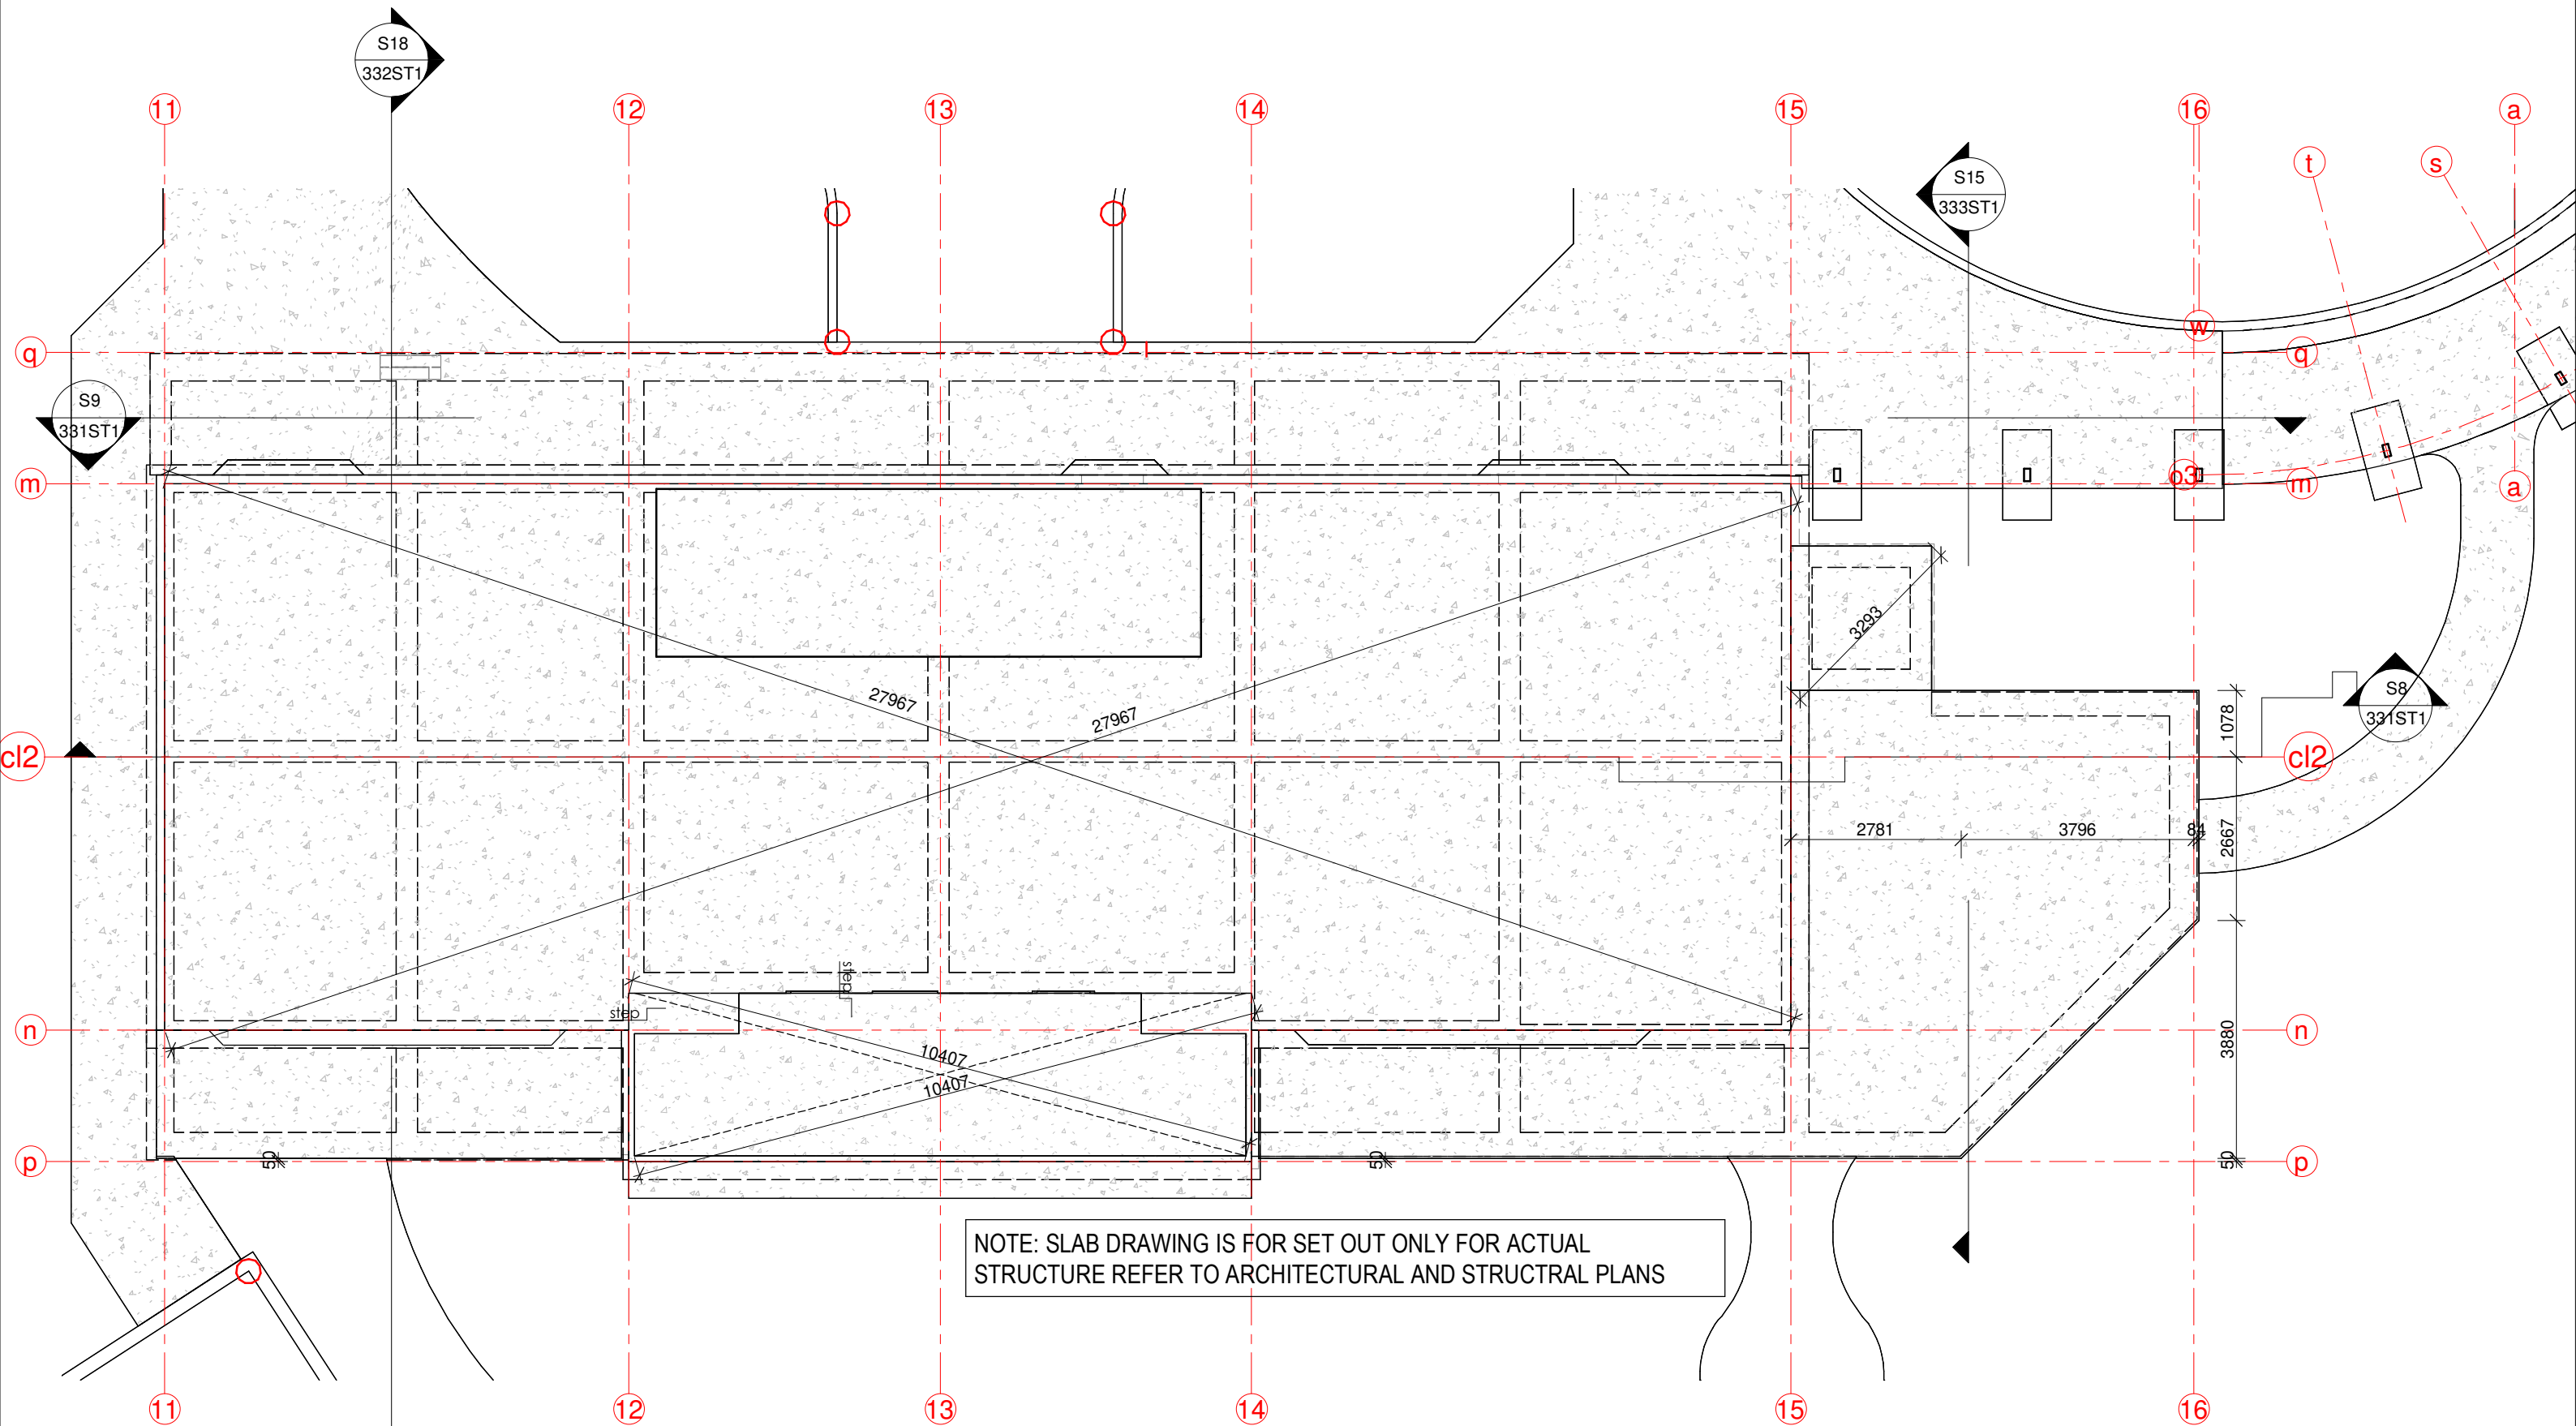 S18
332ST1
11
12
13
14
15
16
a
S15
333ST1
t
s
w
q
q
S9
331ST1
m
o3
m
a
3293
27967
27967
S8
331ST1
1078
cl2
cl2
2781
3796
84
2667
step
step
n
n
10407
10407
3880
p
50
50
50
p
NOTE: SLAB DRAWING IS FOR SET OUT ONLY FOR ACTUAL
STRUCTURE REFER TO ARCHITECTURAL AND STRUCTRAL PLANS
11
12
13
14
15
16